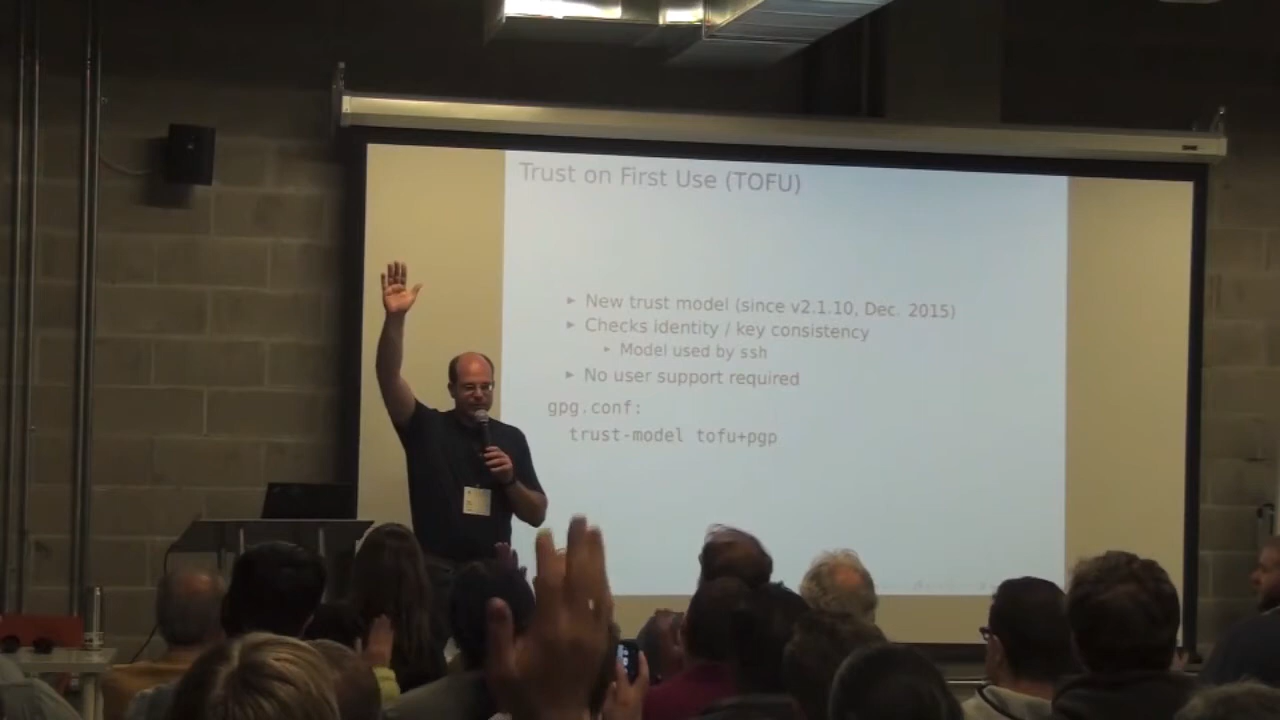 Trust on First Use (TOFU)
New trust model (since v2.1.10, Dec. 2015)
Checks identity / key consistency
Model used by ssh
No user support required
gpg.conf:
trust-model tofu+pgp